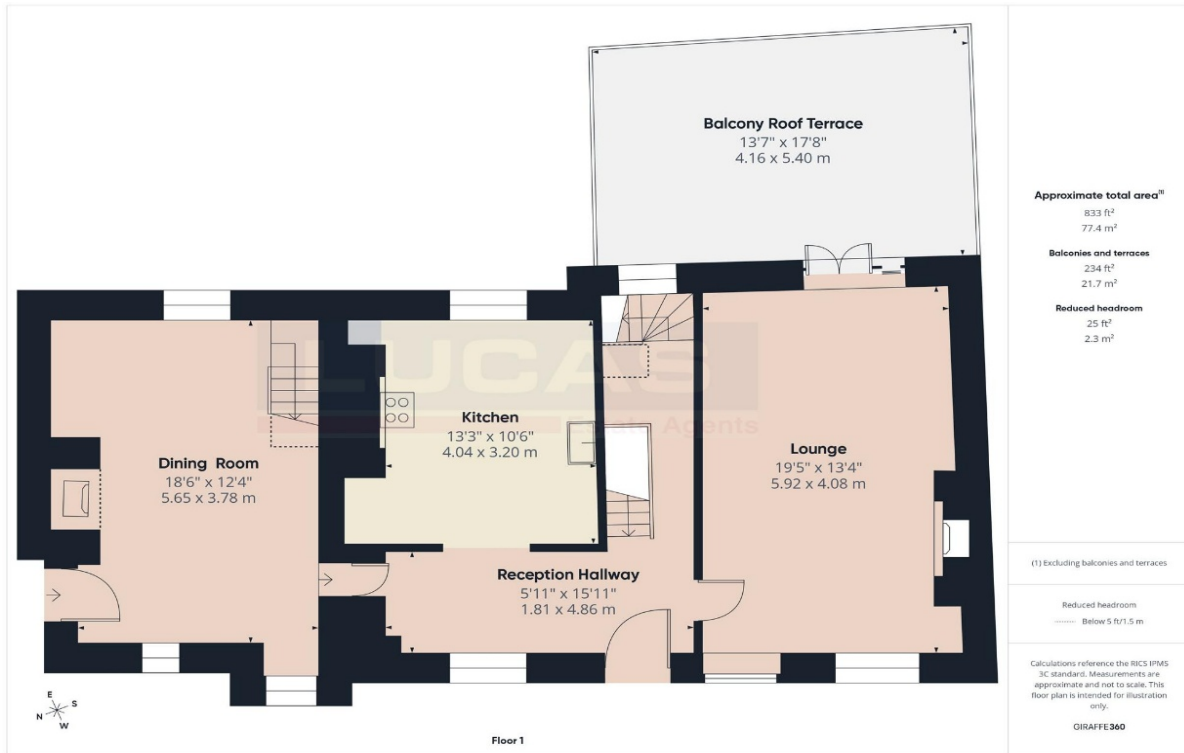 Balcony Roof Terrace
13'7" x 17'8"
4.16 x 5.40 m
Approximate total area(1)
833 ft²
77.4 m²
Balconies and terraces
234 ft²
21.7 m²
Reduced headroom
25 ft²
2.3 m²
LUCAS
Estate Agents
Kitchen
13'3" x 10'6"
4.04 x 3.20 m
Dining Room
18'6" x 12'4"
5.65 x 3.78 m
Lounge
19'5" x 13'4"
5.92 x 4.08 m
Reception Hallway
5'11" x 15'11"
1.81 x 4.86 m
(1) Excluding balconies and terraces
Reduced headroom
Below 5 ft/1.5 m
Calculations reference the RICS IPMS
3C standard. Measurements are
approximate and not to scale. This
floor plan is intended for illustration
only.
GIRAFFE360
E
N S
W
Floor 1